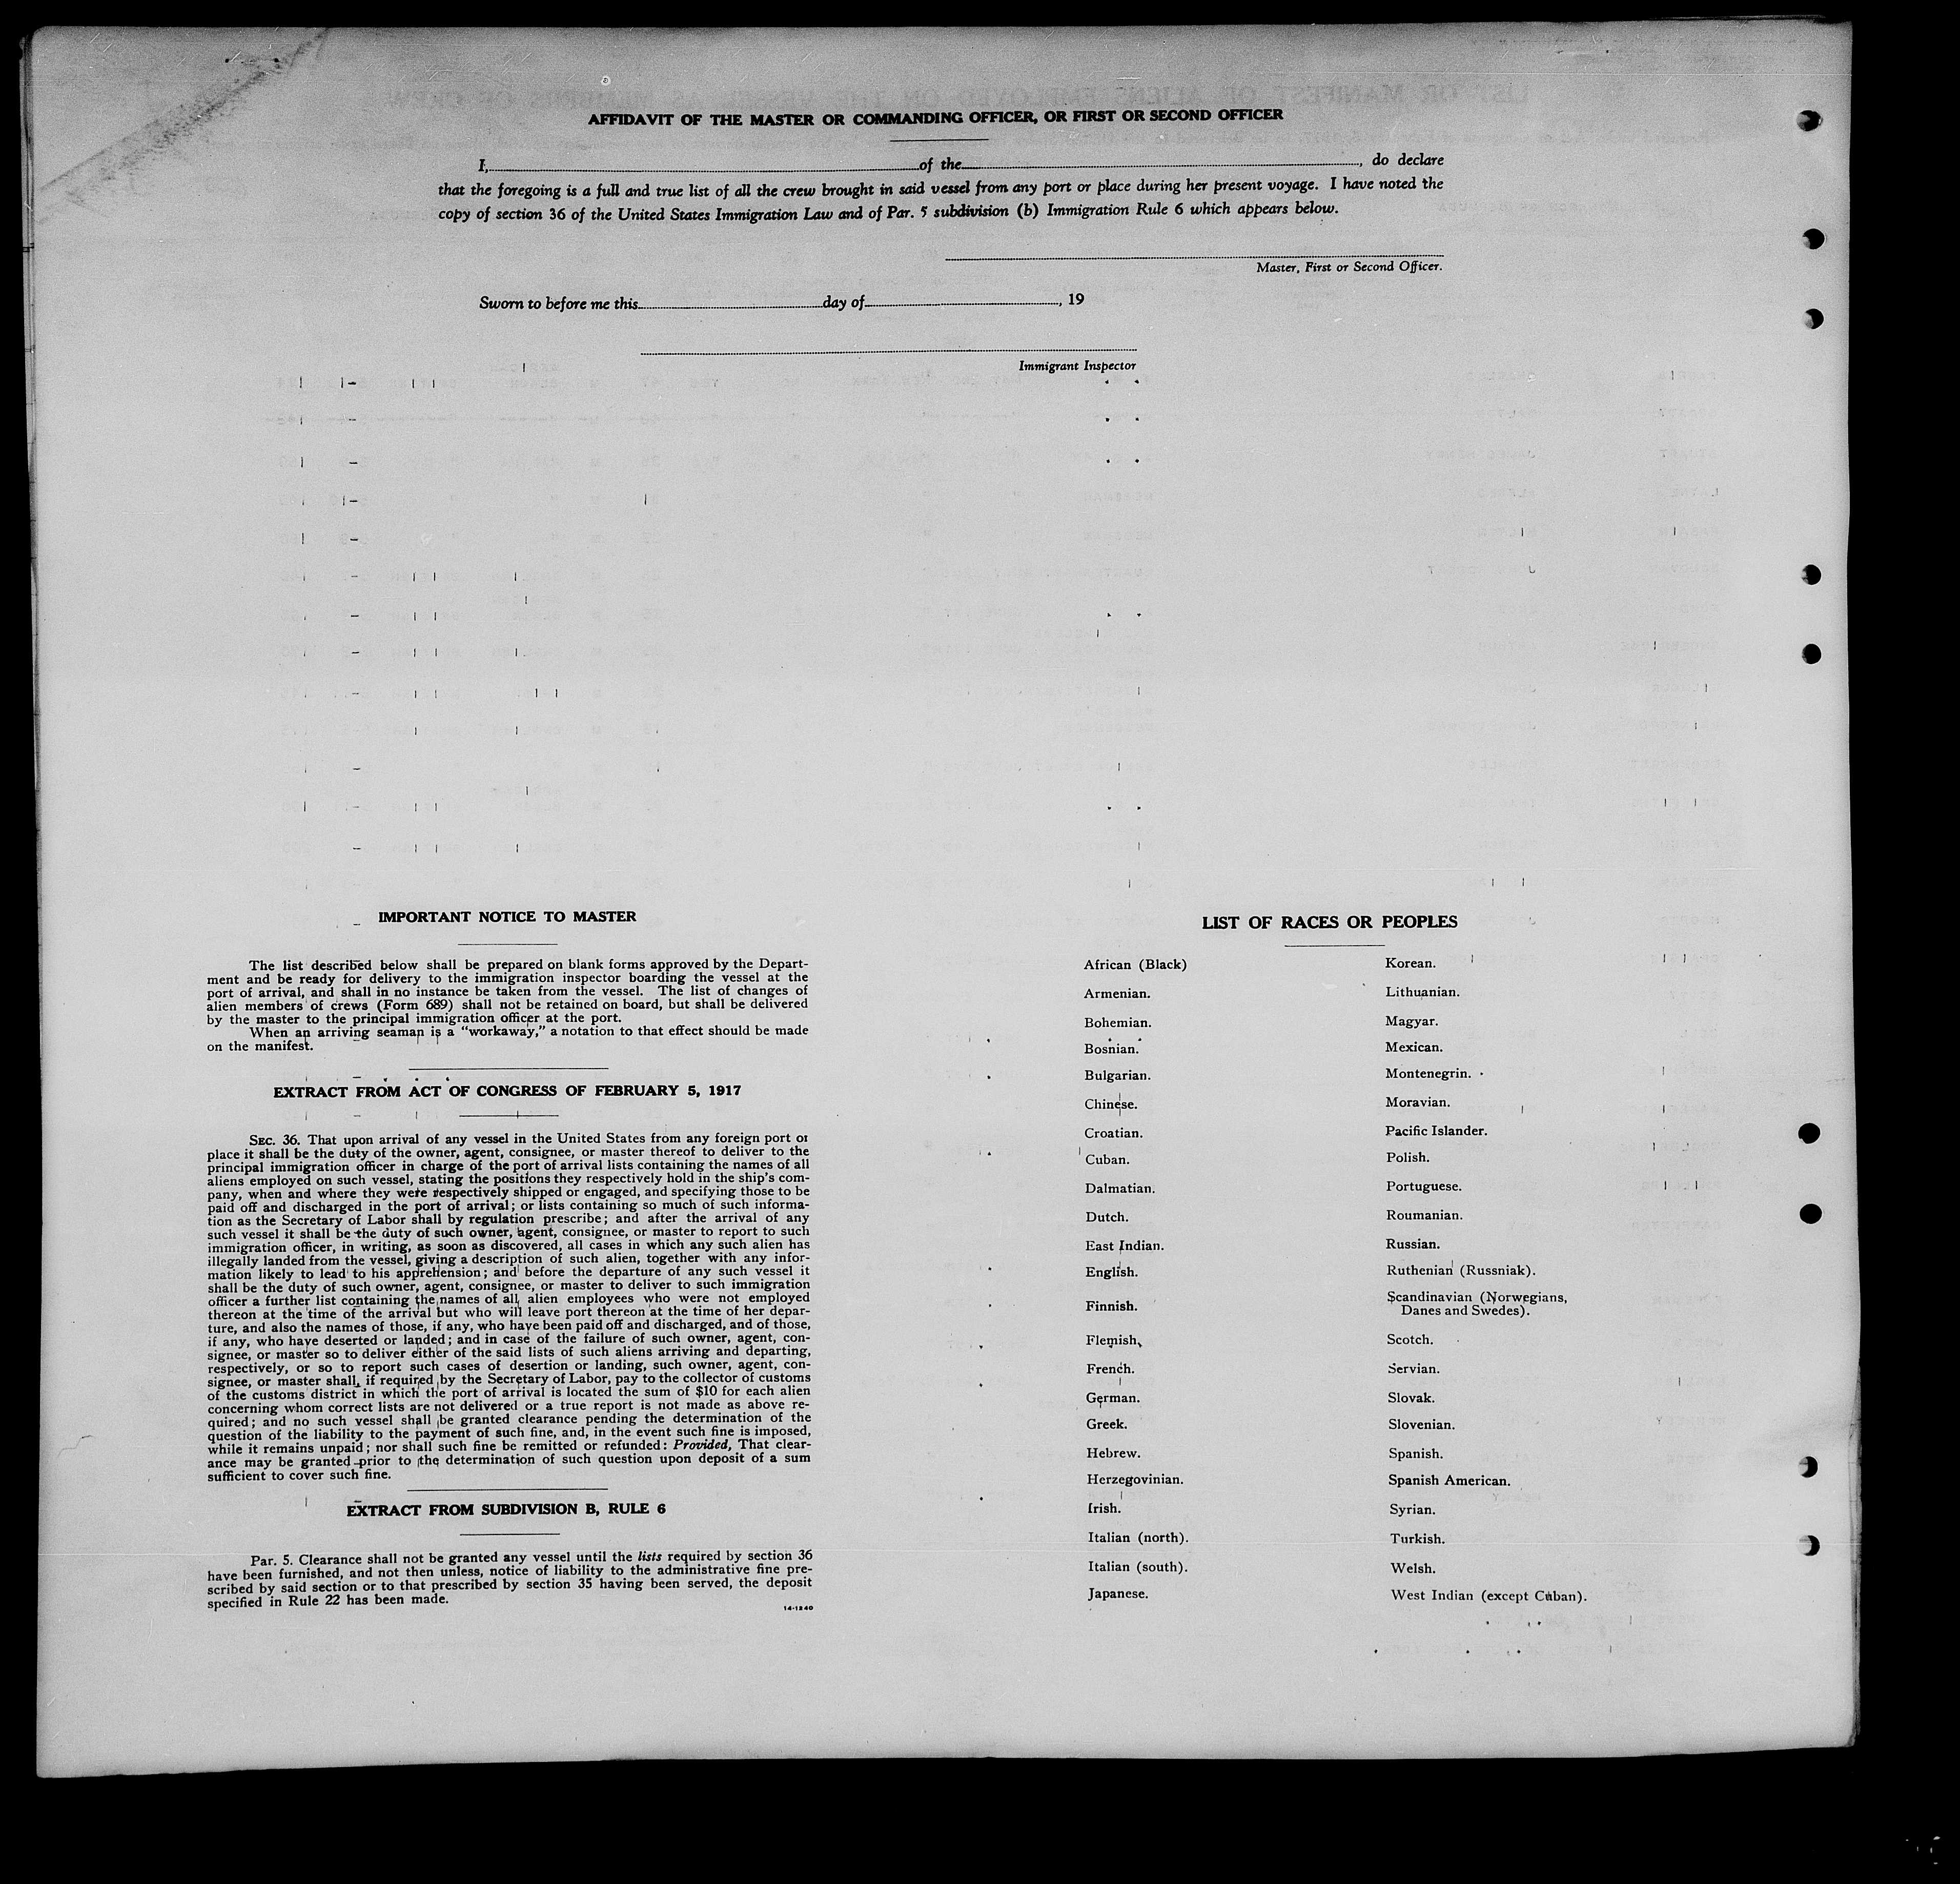 AFFIDAVIT OF THE MASTER OR COMMANDING OFFICER, OR FIRST OR SECOND OFFICER
I, of the , do declare
that the foregoing is a full and true list of all the crew brought in said vessel from any port or place during her present voyage. I have noted the
copy of section 36 of the United States Immigration Law and of Par. 5 subdivision (b) Immigration Rule 6 which appears below.
Master, First or Second Officer.
Sworn to before me this day of , 19
Immigrant Inspector
IMPORTANT NOTICE TO MASTER
The list described below shall be prepared on blank forms approved by the Depart-
ment and be ready for delivery to the immigration inspector boarding the vessel at the
port of arrival, and shall in no instance be taken from the vessel. The list of changes of
alien members of crews (Form 689) shall not be retained on board, but shall be delivered
by the master to the principal immigration officer at the port.
When an arriving seaman is a “workaway,” a notation to that effect should be made
on the manifest.
EXTRACT FROM ACT OF CONGRESS OF FEBRUARY 5, 1917
SEC. 36. That upon arrival of any vessel in the United States from any foreign port or
place it shall be the duty of the owner, agent, consignee, or master thereof to deliver to the
principal immigration officer in charge of the port of arrival lists containing the names of all
aliens employed on such vessel, stating the positions they respectively hold in the ship's com-
pany, when and where they were respectively shipped or engaged, and specifying those to be
paid off and discharged in the port of arrival; or lists containing so much of such informa-
tion as the Secretary of Labor shall by regulation prescribe; and after the arrival of any
such vessel it shall be the duty of such owner, agent, consignee, or master to report to such
immigration officer, in writing, as soon as discovered, all cases in which any such alien has
illegally landed from the vessel, giving a description of such alien, together with any infor-
mation likely to lead to his apprehension; and before the departure of any such vessel it
shall be the duty of such owner, agent, consignee, or master to deliver to such immigration
officer a further list containing the names of all alien employees who were not employed
thereon at the time of the arrival but who will leave port thereon at the time of her depar-
ture, and also the names of those, if any, who have been paid off and discharged, and of those,
if any, who have deserted or landed; and in case of the failure of such owner, agent, con-
signee, or master so to deliver either of the said lists of such aliens arriving and departing,
respectively, or so to report such cases of desertion or landing, such owner, agent, con-
signee, or master shall, if required by the Secretary of Labor, pay to the collector of customs
of the customs district in which the port of arrival is located the sum of $10 for each alien
concerning whom correct lists are not delivered or a true report is not made as above re-
quired; and no such vessel shall be granted clearance pending the determination of the
question of the liability to the payment of such fine, and, in the event such fine is imposed,
while it remains unpaid; nor shall such fine be remitted or refunded: Provided, That clear-
ance may be granted prior to the determination of such question upon deposit of a sum
sufficient to cover such fine.
EXTRACT FROM SUBDIVISION B, RULE 6
Par. 5. Clearance shall not be granted any vessel until the lists required by section 36
have been furnished, and not then unless, notice of liability to the administrative fine pre-
scribed by said section or to that prescribed by section 35 having been served, the deposit
specified in Rule 22 has been made.
14-1240
LIST OF RACES OR PEOPLES
African (Black)
Armenian.
Bohemian.
Bosnian.
Bulgarian.
Chinese.
Croatian.
Cuban.
Dalmatian.
Dutch.
East Indian.
English.
Finnish.
Flemish.
French.
German.
Greek.
Hebrew.
Herzegovinian.
Irish.
Italian (north).
Italian (south).
Japanese.
Korean.
Lithuanian.
Magyar.
Mexican.
Montenegrin.
Moravian.
Pacific Islander.
Polish.
Portuguese.
Roumanian.
Russian.
Ruthenian (Russniak).
Scandinavian (Norwegians,
Danes and Swedes).
Scotch.
Servian.
Slovak.
Slovenian.
Spanish.
Spanish American.
Syrian.
Turkish.
Welsh.
West Indian (except Cuban).